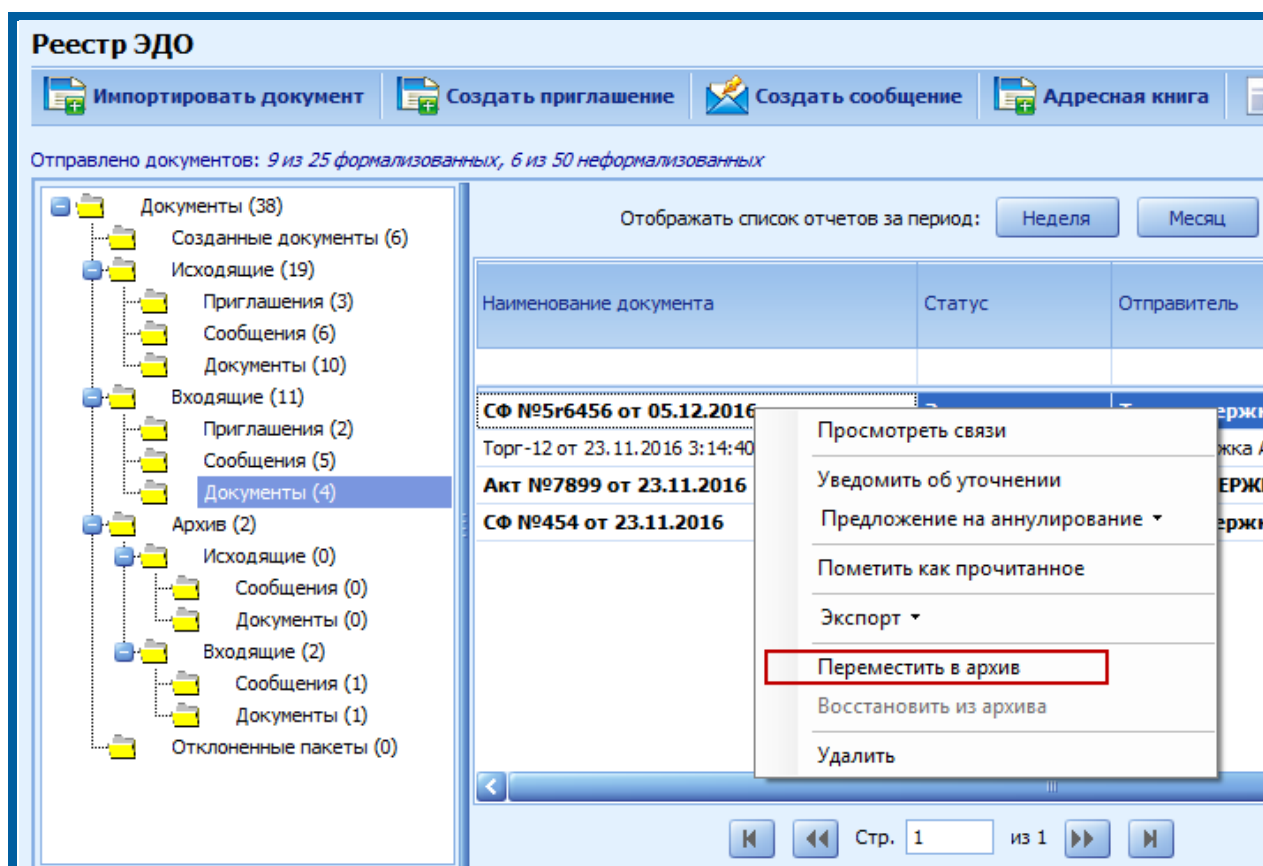 Реестр ЭДО
Импортировать документ Создать приглашение Создать сообщение Адресная книга
Отправлено документов: 9 из 25 формализованных, 6 из 50 неформализованных
Документы (38)
Созданные документы (6)
Исходящие (19)
Приглашения (3)
Сообщения (6)
Документы (10)
Входящие (11)
Приглашения (2)
Сообщения (5)
Документы (4)
Архив (2)
Исходящие (0)
Сообщения (0)
Документы (0)
Входящие (2)
Сообщения (1)
Документы (1)
Отклоненные пакеты (0)
Отображать список отчетов за период: Неделя Месяц
Наименование документа Статус Отправитель
СФ №5r6456 от 05.12.2016
Торг-12 от 23.11.2016 3:14:40
Акт №7899 от 23.11.2016
СФ №454 от 23.11.2016
Просмотреть связи
Уведомить об уточнении
Предложение на аннулирование
Пометить как прочитанное
Экспорт
Переместить в архив
Восстановить из архива
Удалить
Стр. 1 из 1